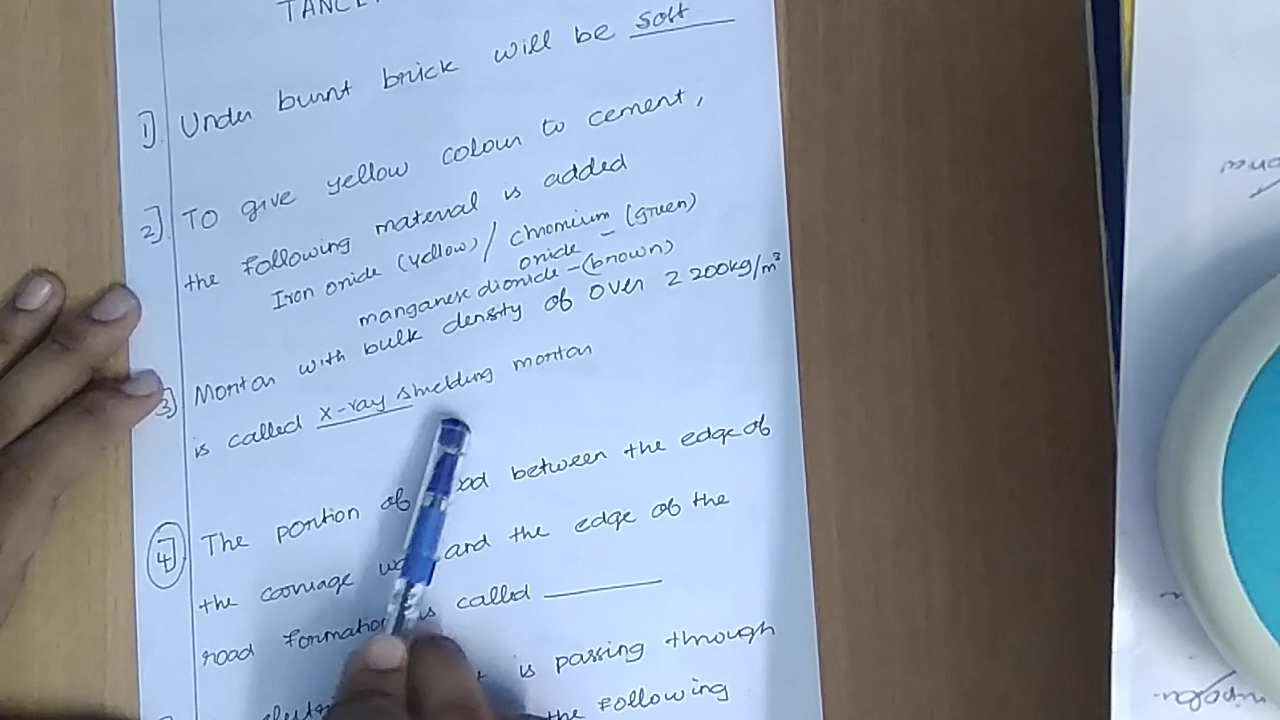 1) Under burnt brick will be soft
2) To give yellow colour to cement,
the following material is added
Iron oxide (yellow) / chromium oxide - (green)
manganese dioxide - (brown)
3) Mortar with bulk density of over 2200kg/m³
is called x-ray shielding mortar
4) The portion of between the edge of
the carriage and the edge of the
road formation is called
is passing through
the following